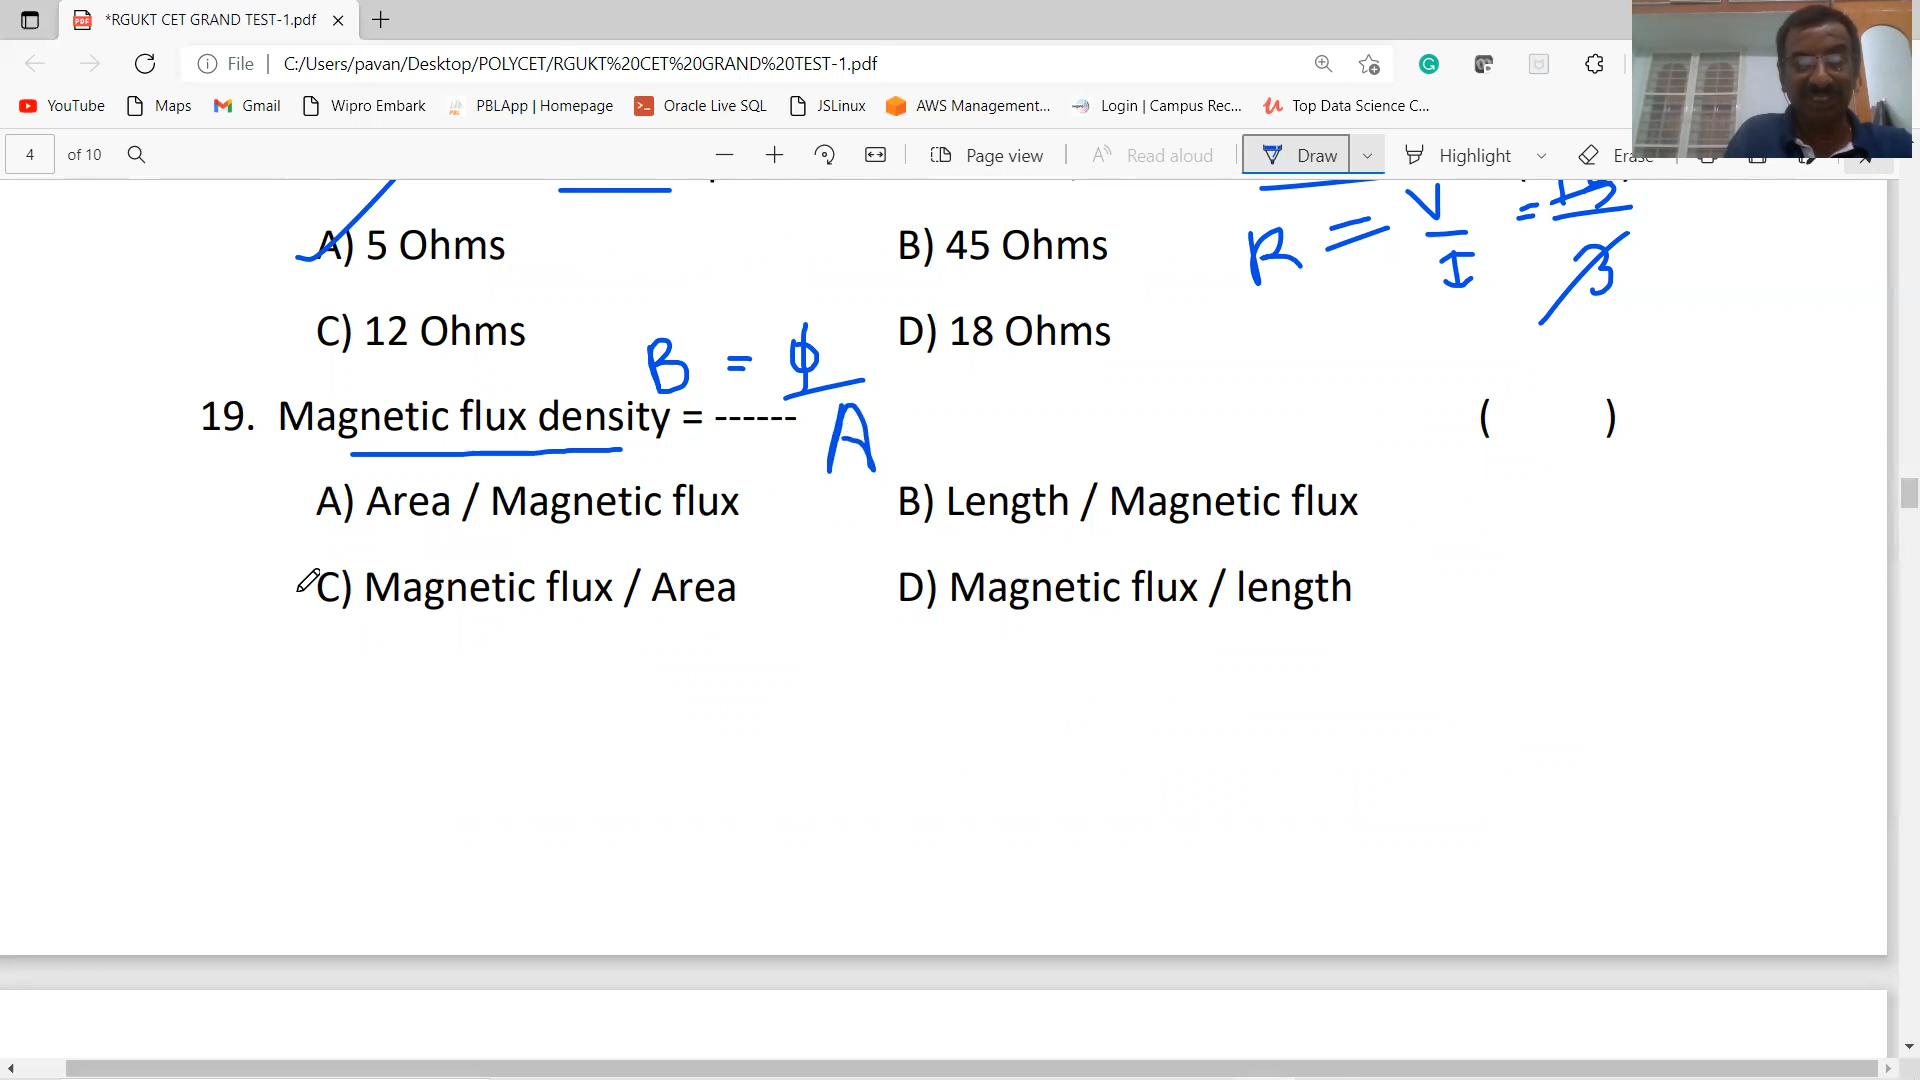 *RGUKT CET GRAND TEST-1.pdf
File C:/Users/pavan/Desktop/POLYCET/RGUKT%20CET%20GRAND%20TEST-1.pdf
YouTube Maps Gmail Wipro Embark PBLApp | Homepage Oracle Live SQL JSLinux AWS Management... Login | Campus Rec... Top Data Science C...
4 of 10 Page view Read aloud Draw Highlight
R = V/I = 15/3
A) 5 Ohms B) 45 Ohms
C) 12 Ohms D) 18 Ohms
B = ϕ/A
19. Magnetic flux density = ------ ( )
A) Area / Magnetic flux B) Length / Magnetic flux
C) Magnetic flux / Area D) Magnetic flux / length